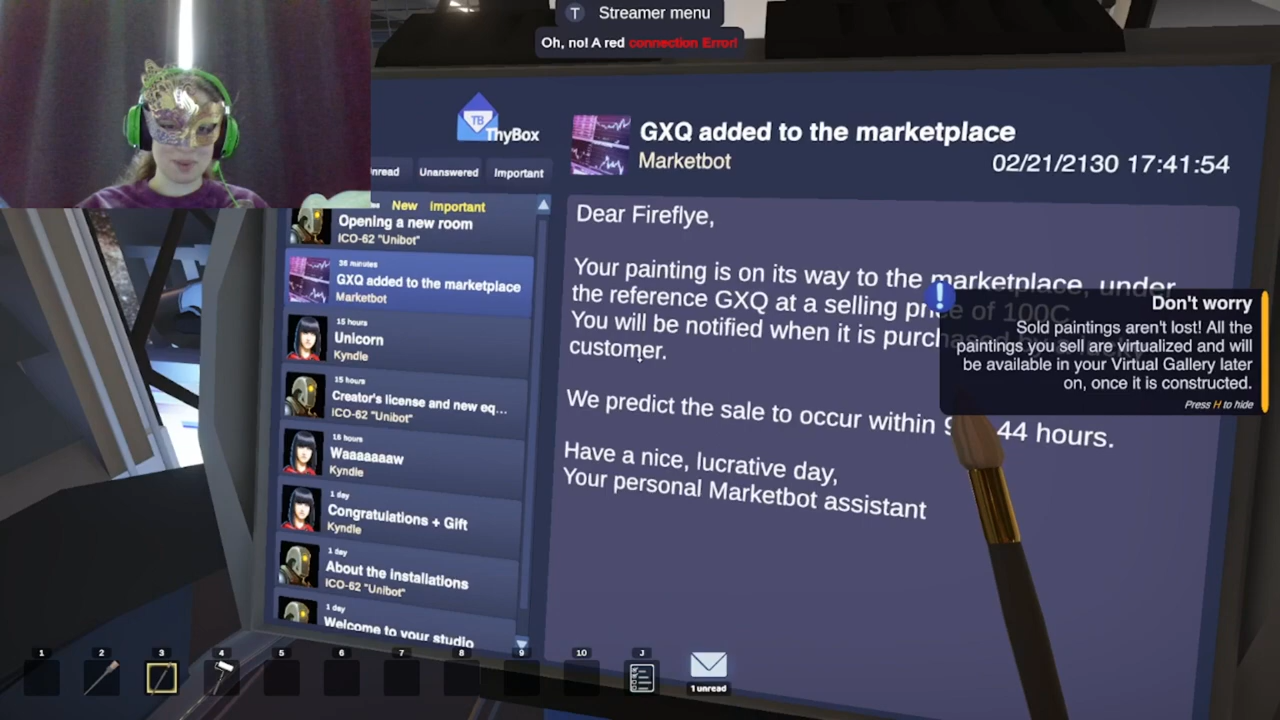 T Streamer menu
Oh, no! A red connection Error!
TB
ThyBox
Unanswered
Important
GXQ added to the marketplace
Marketbot
02/21/2130 17:41:54
New Important
Opening a new room
ICO-62 "Unibot"
36 minutes
GXQ added to the marketplace
Marketbot
15 hours
Unicorn
Kyndle
15 hours
Creator's license and new eq...
ICO-62 "Unibot"
16 hours
Waaaaaaaw
Kyndle
1 day
Congratulations + Gift
Kyndle
1 day
About the installations
ICO-62 "Unibot"
1 day
Welcome to your studio
Dear Fireflye,
Your painting is on its way to the marketplace, under
the reference GXQ at a selling price of 100C
You will be notified when it is
customer.
We predict the sale to occur within 44 hours.
Have a nice, lucrative day,
Your personal Marketbot assistant
!
Don't worry
Sold paintings aren't lost! All the
paintings you sell are virtualized and will
be available in your Virtual Gallery later
on, once it is constructed.
Press H to hide
1 2 3 4 5 6 7 8 9 10 J
1 unread